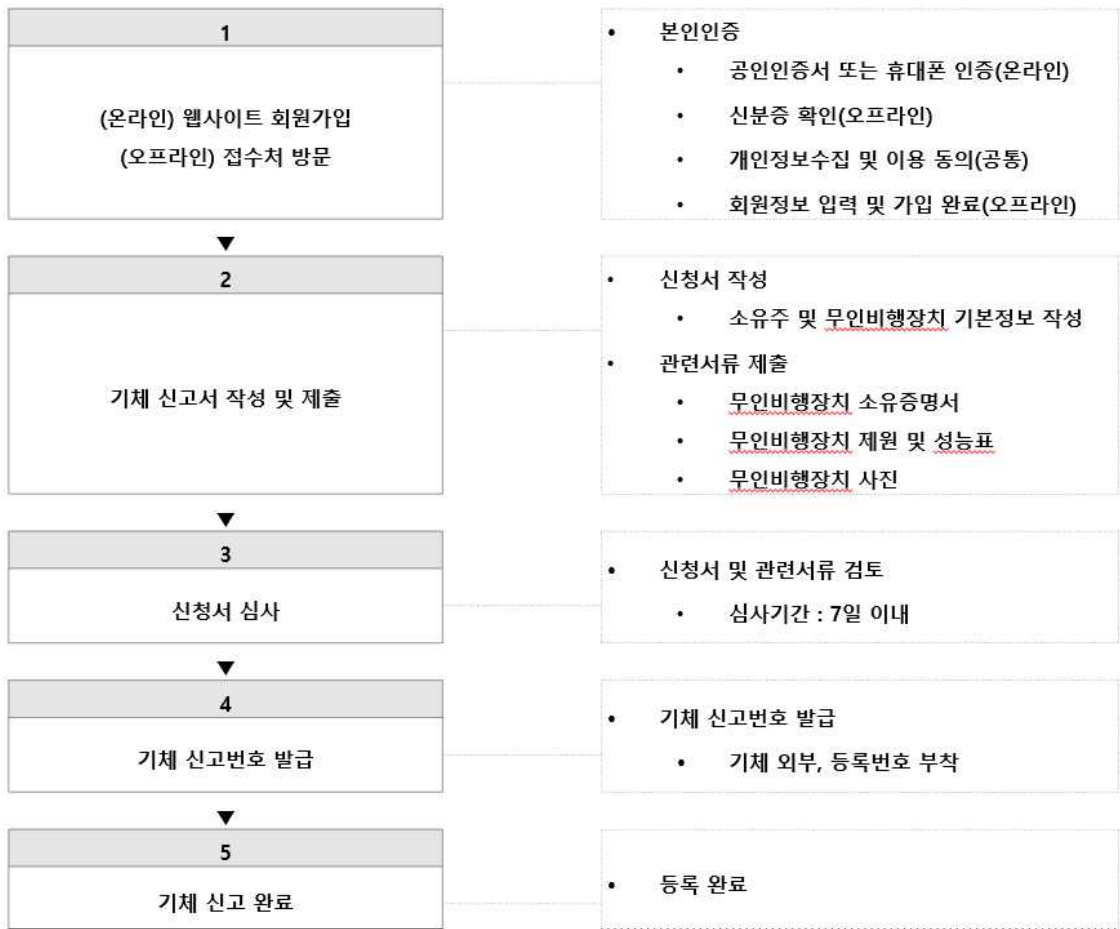 1
(온라인) 웹사이트 회원가입
(오프라인) 접수처 방문
• 본인인증
• 공인인증서 또는 휴대폰 인증(온라인)
• 신분증 확인(오프라인)
• 개인정보수집 및 이용 동의(공통)
• 회원정보 입력 및 가입 완료(오프라인)
▼
2
기체 신고서 작성 및 제출
• 신청서 작성
• 소유주 및 무인비행장치 기본정보 작성
• 관련서류 제출
• 무인비행장치 소유증명서
• 무인비행장치 제원 및 성능표
• 무인비행장치 사진
▼
3
신청서 심사
• 신청서 및 관련서류 검토
• 심사기간 : 7일 이내
▼
4
기체 신고번호 발급
• 기체 신고번호 발급
• 기체 외부, 등록번호 부착
▼
5
기체 신고 완료
• 등록 완료